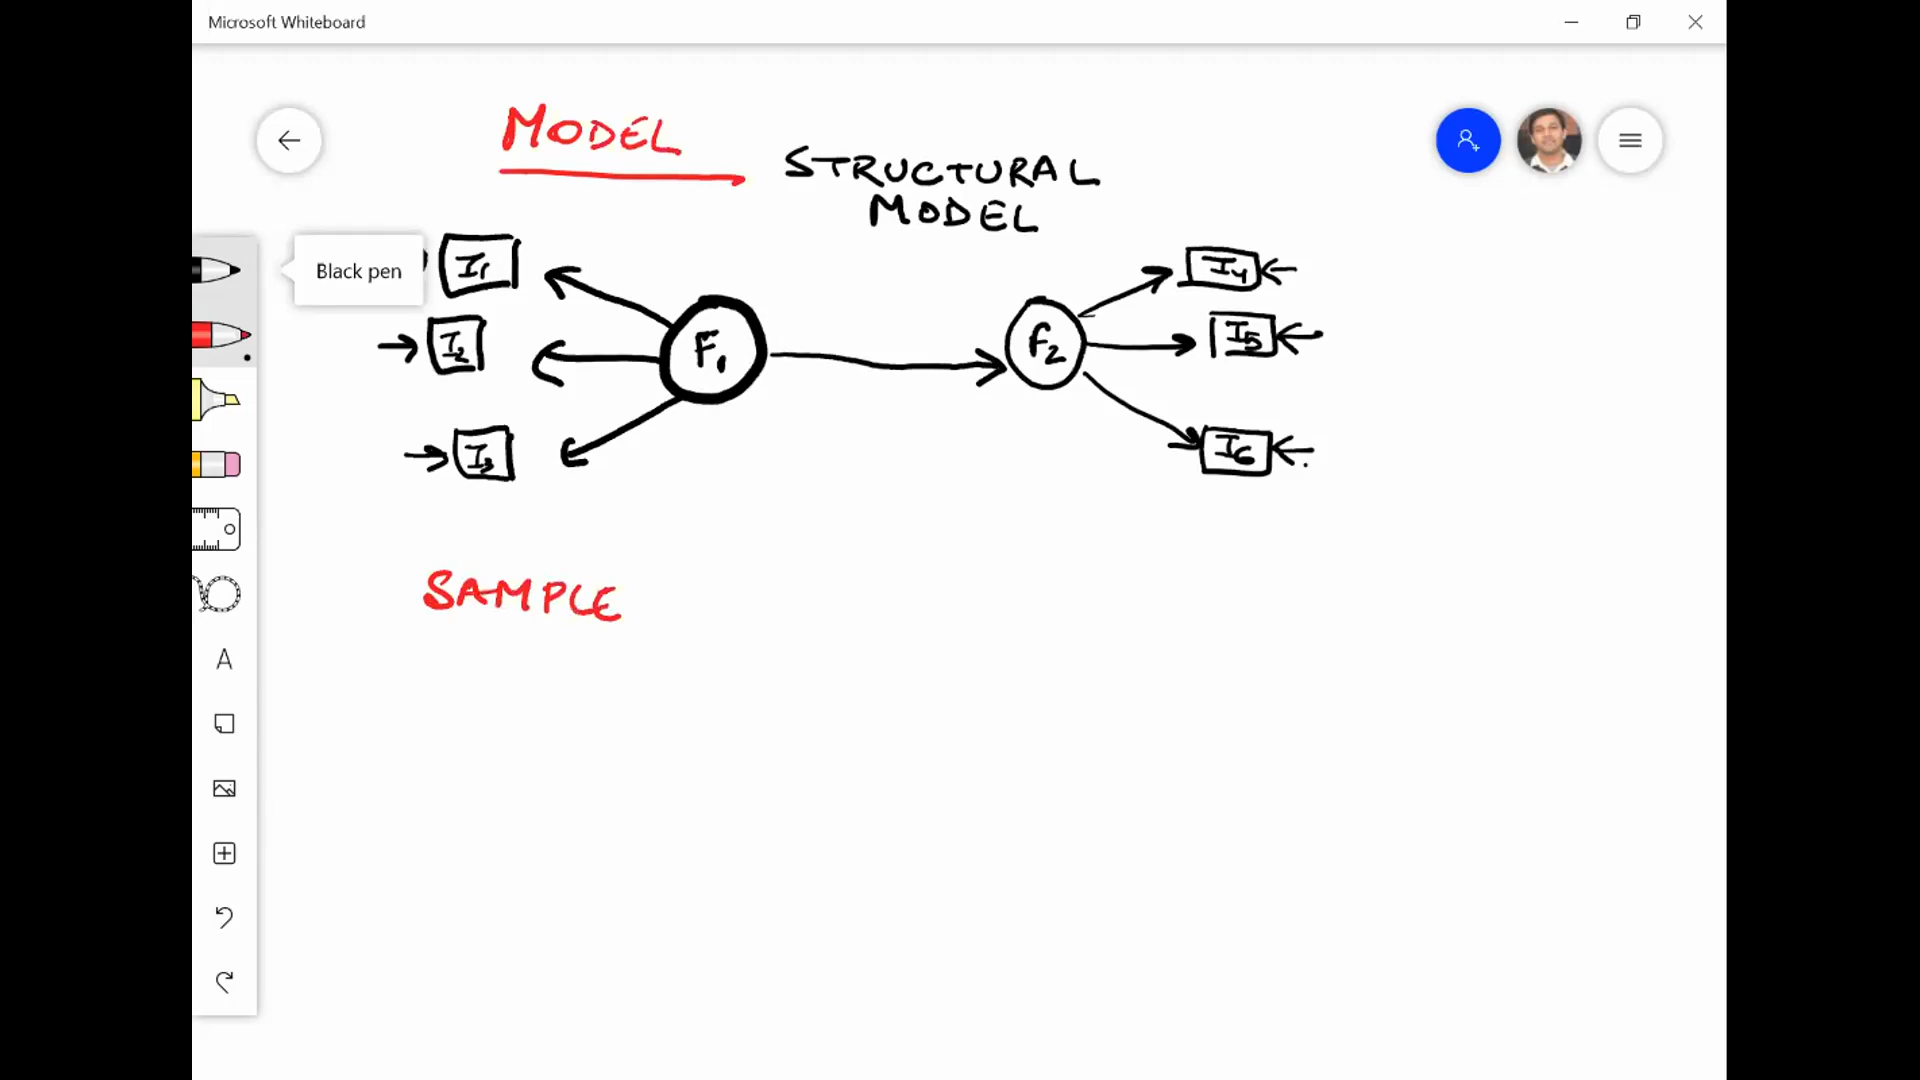 Microsoft Whiteboard
MODEL
STRUCTURAL
MODEL
Black pen
I1
I2
I3
F1
f2
I4
I5
I6
SAMPLE